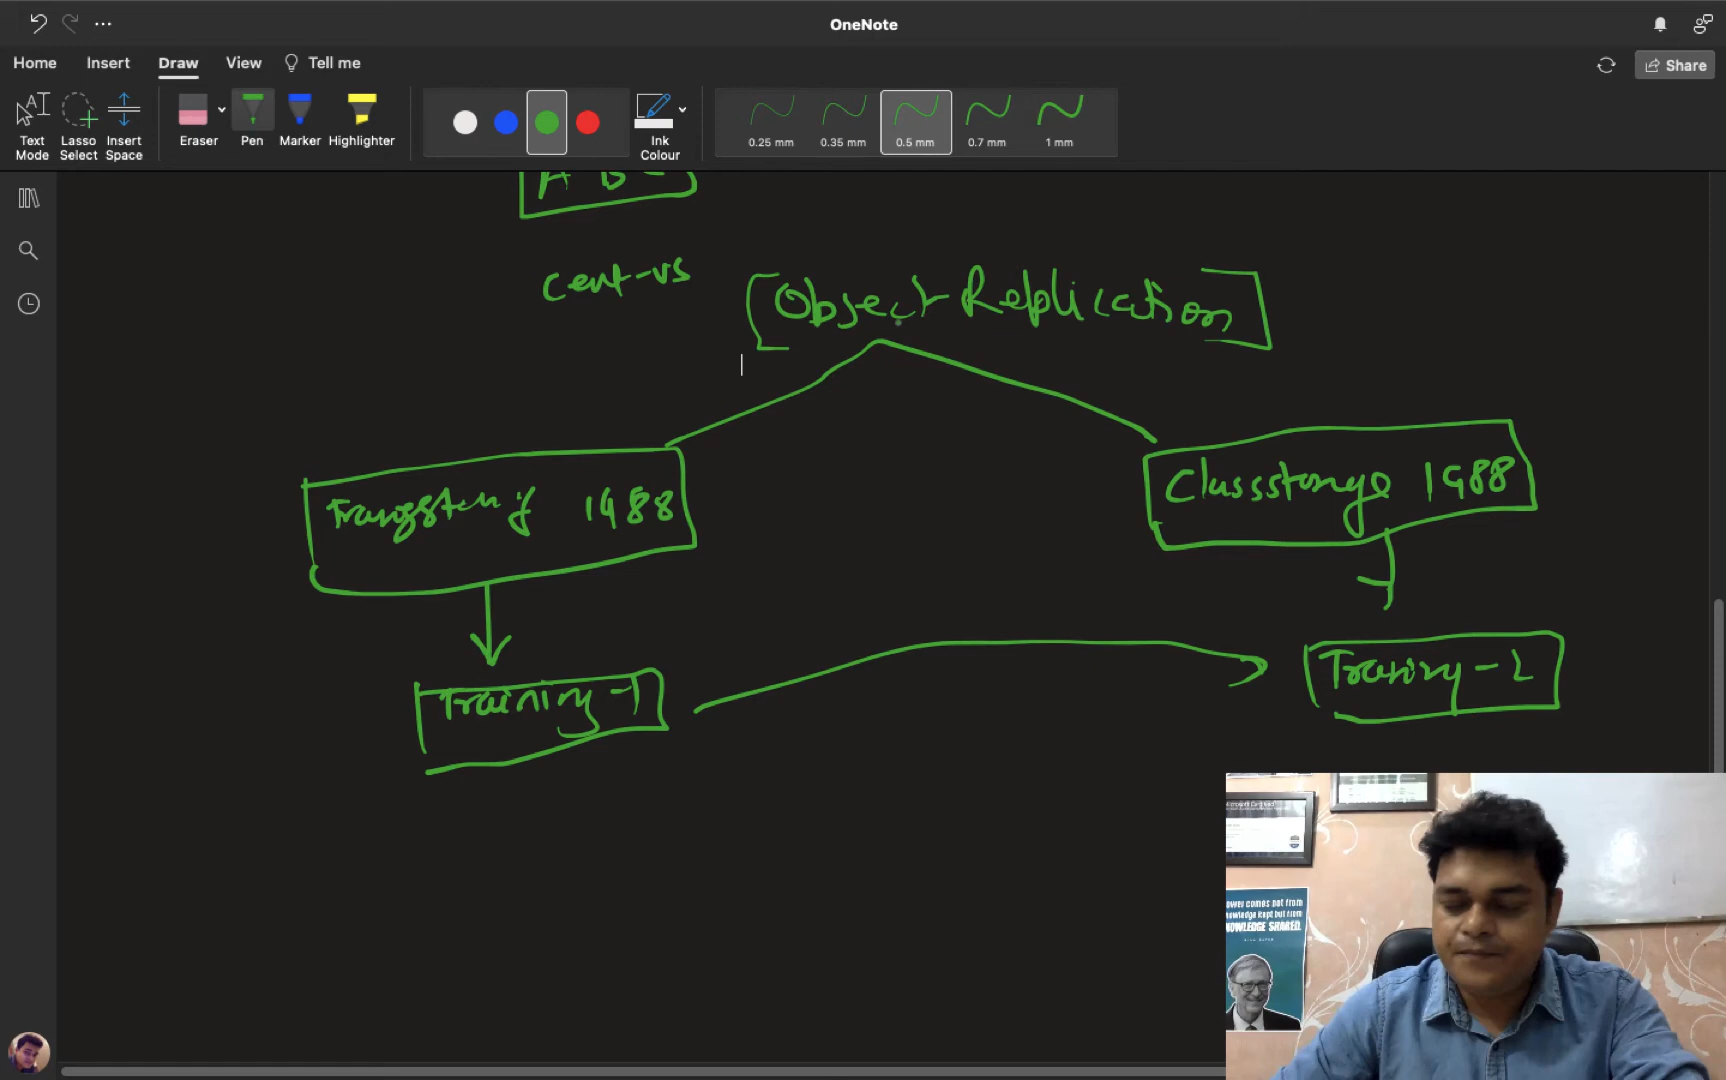 OneNote
Home Insert Draw View Tell me
Share
Text Mode
Lasso Select
Insert Space
Eraser
Pen
Marker
Highlighter
Ink Colour
0.25 mm
0.35 mm
0.5 mm
0.7 mm
1 mm
Cent-vs
Object Replication
1988
Classstorage 1988
Training-1
Training-2
KNOWLEDGE SHARED.